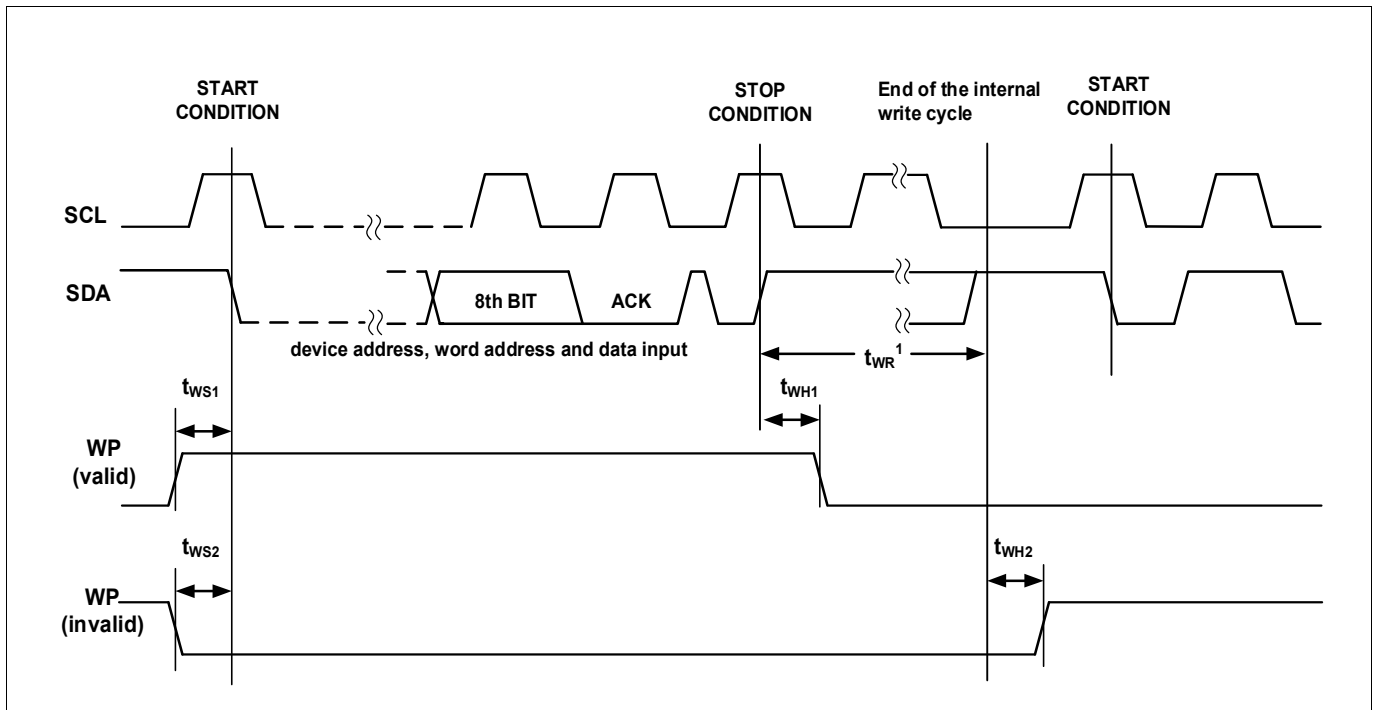 START
CONDITION
STOP
CONDITION
End of the internal
write cycle
START
CONDITION
SCL
SDA
8th BIT
ACK
device address, word address and data input
tWR1
tWS1
tWH1
WP
(valid)
tWS2
tWH2
WP
(invalid)